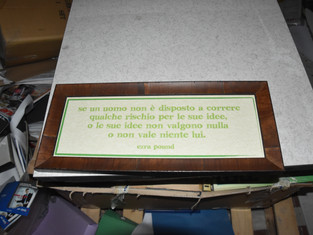 se un uomo non è disposto a correre
qualche rischio per le sue idee,
o le sue idee non valgono nulla
o non vale niente lui.
ezra pound